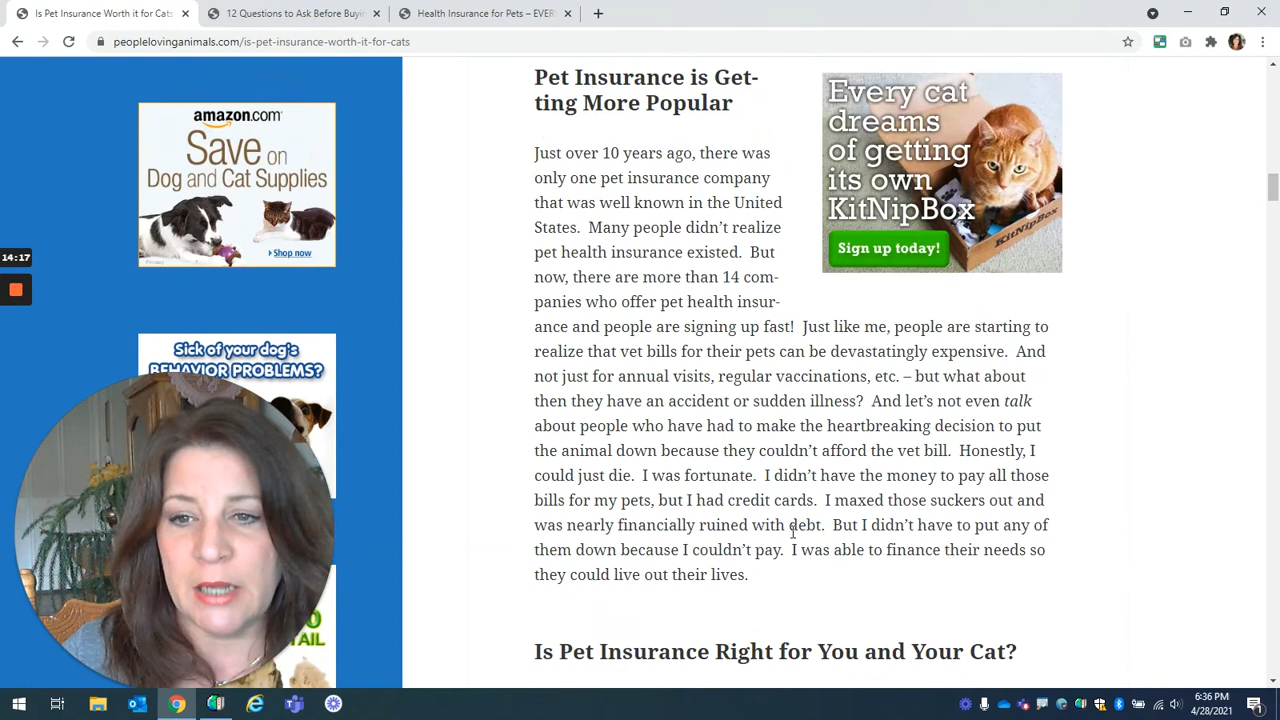 Is Pet Insurance Worth it for Cats
12 Questions to Ask Before Buyin
Health Insurance for Pets – EVER
peoplelovinganimals.com/is-pet-insurance-worth-it-for-cats
amazon.com
Save on
Dog and Cat Supplies
Privacy
Shop now
14:17
Sick of your dog's
BEHAVIOR PROBLEMS?
TAIL
Pet Insurance is Get-
ting More Popular
Every cat
dreams
of getting
its own
KitNipBox
Sign up today!
KitNipBox
Just over 10 years ago, there was
only one pet insurance company
that was well known in the United
States.  Many people didn't realize
pet health insurance existed.  But
now, there are more than 14 com-
panies who offer pet health insur-
ance and people are signing up fast!  Just like me, people are starting to
realize that vet bills for their pets can be devastatingly expensive.  And
not just for annual visits, regular vaccinations, etc. – but what about
then they have an accident or sudden illness?  And let's not even talk
about people who have had to make the heartbreaking decision to put
the animal down because they couldn't afford the vet bill.  Honestly, I
could just die.  I was fortunate.  I didn't have the money to pay all those
bills for my pets, but I had credit cards.  I maxed those suckers out and
was nearly financially ruined with debt.  But I didn't have to put any of
them down because I couldn't pay.  I was able to finance their needs so
they could live out their lives.
Is Pet Insurance Right for You and Your Cat?
6:36 PM
4/28/2021